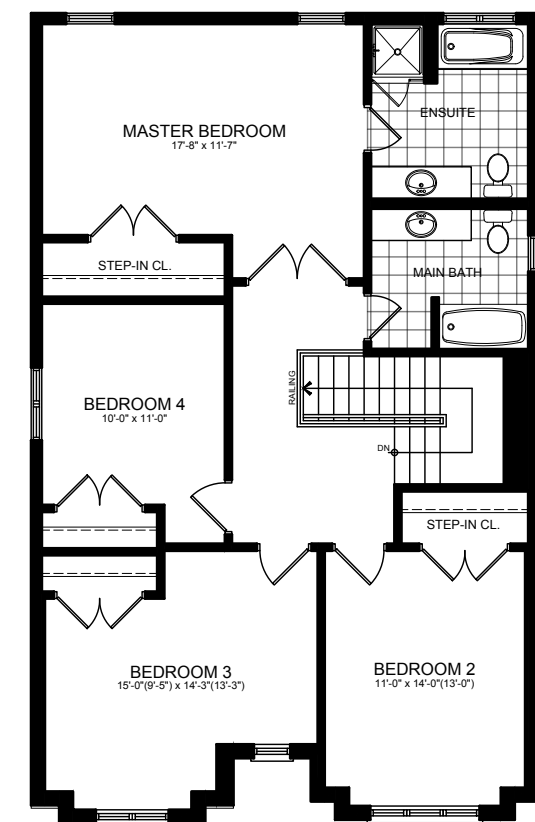 MASTER BEDROOM
17'-8" x 11'-7"
ENSUITE
STEP-IN CL.
MAIN BATH
RAILING
BEDROOM 4
10'-0" x 11'-0"
DN
STEP-IN CL.
BEDROOM 3
15'-0"(9'-5") x 14'-3"(13'-3")
BEDROOM 2
11'-0" x 14'-0"(13'-0")